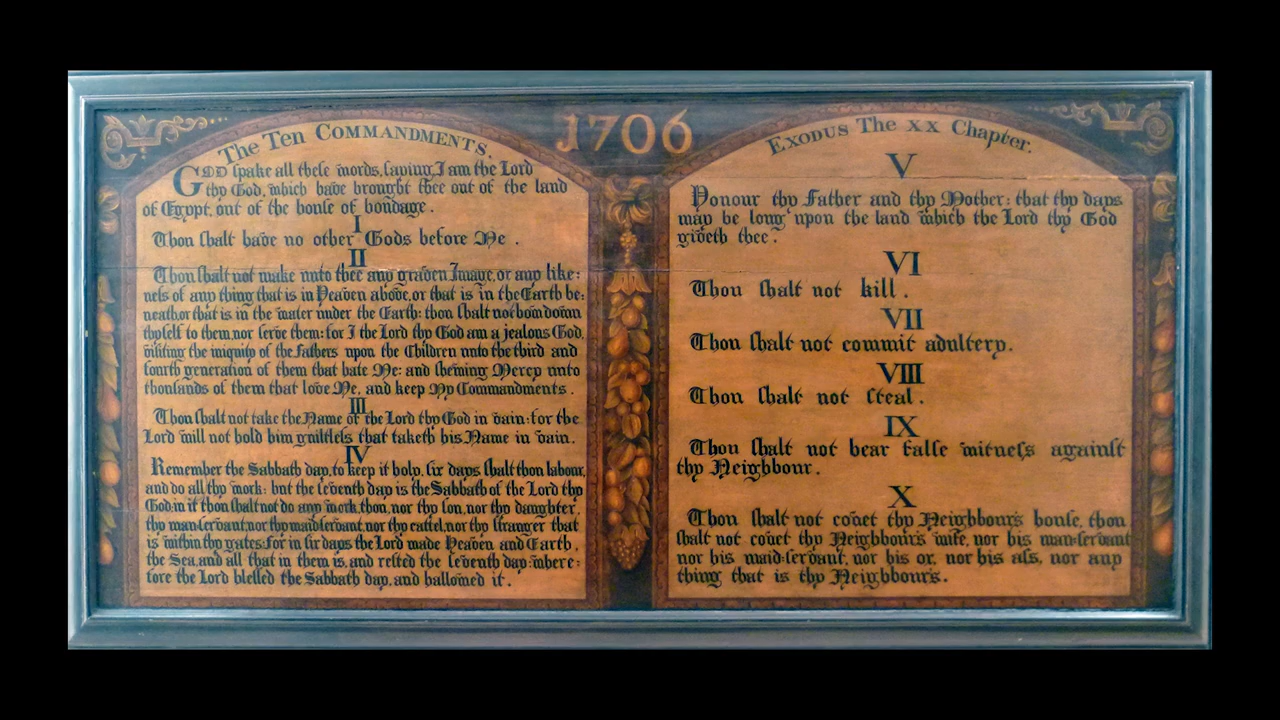 1706
The Ten Commandments.
GOD spake all these words, saying, I am the Lord
thy God, which have brought thee out of the land
of Egypt, out of the house of bondage.
I
Thou shalt have no other Gods before Me.
II
Thou shalt not make unto thee any graven Image, or any like:
ness of any thing that is in Heaven above, or that is in the Earth be:
neath, or that is in the water under the Earth: thou shalt not bow down
thyself to them, nor serve them: for I the Lord thy God am a jealous God,
visiting the iniquity of the Fathers upon the Children unto the third and
fourth generation of them that hate Me: and shewing Mercy unto
thousands of them that love Me, and keep My Commandments.
III
Thou shalt not take the Name of the Lord thy God in vain: for the
Lord will not hold him guiltless that taketh his Name in vain.
IV
Remember the Sabbath day, to keep it holy, six days shalt thou labour,
and do all thy work: but the seventh day is the Sabbath of the Lord thy
God: in it thou shalt not do any work, thou, nor thy son, nor thy daughter,
thy man-servant, nor thy maid servant, nor thy cattel, nor thy stranger that
is within thy gates: for in six days the Lord made Heaven and Earth,
the Sea, and all that in them is, and rested the seventh day: where:
fore the Lord blessed the Sabbath day, and hallowed it.
Exodus The XX Chapter.
V
Honour thy Father and thy Mother: that thy days
may be long upon the land which the Lord thy God
giveth thee.
VI
Thou shalt not kill.
VII
Thou shalt not commit adultery.
VIII
Thou shalt not steal.
IX
Thou shalt not bear false witness against
thy Neighbour.
X
Thou shalt not covet thy Neighbour's house, thou
shalt not covet thy Neighbour's wife, nor his man-servant
nor his maid-servant, nor his ox, nor his ass, nor any
thing that is thy Neighbour's.